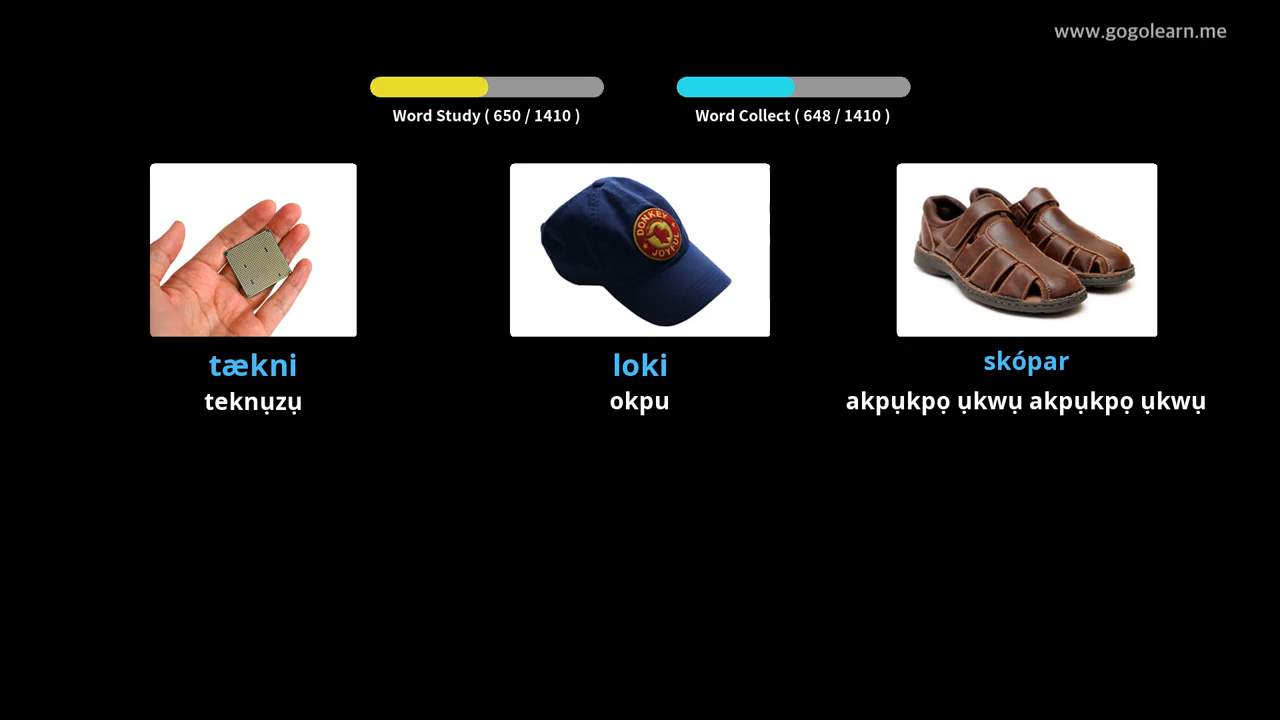 www.gogolearn.me
Word Study ( 650 / 1410 )
Word Collect ( 648 / 1410 )
DONKEY
JOYFUL
tækni
loki
skópar
teknụzụ
okpu
akpụkpọ ụkwụ akpụkpọ ụkwụ